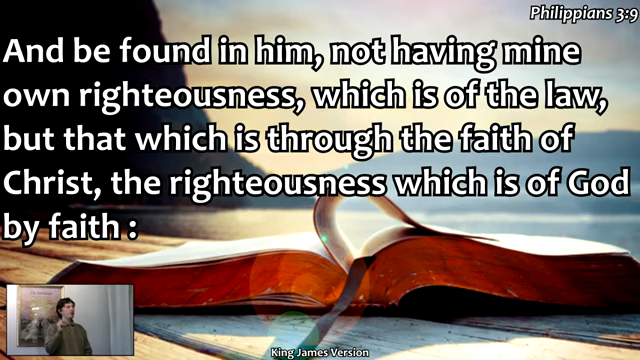 Philippians 3:9
And be found in him, not having mine
own righteousness, which is of the law,
but that which is through the faith of
Christ, the righteousness which is of God
by faith :
King James Version